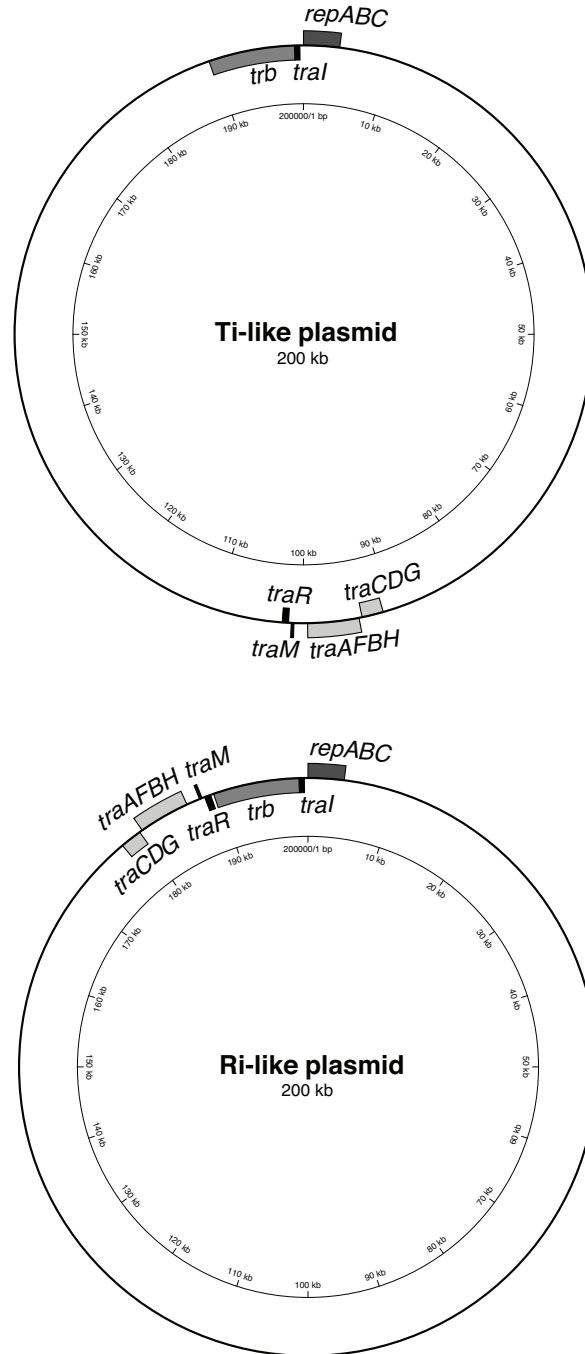 repABC
trb traI
200000/1 bp
10 kb
20 kb
30 kb
40 kb
50 kb
60 kb
70 kb
80 kb
90 kb
100 kb
110 kb
120 kb
130 kb
140 kb
150 kb
160 kb
170 kb
180 kb
190 kb
Ti-like plasmid
200 kb
traR
traCDG
traM
traAFBH
repABC
traM
traAFBH
traCDG
traR
trb
traI
200000/1 bp
10 kb
20 kb
30 kb
40 kb
50 kb
60 kb
70 kb
80 kb
90 kb
100 kb
110 kb
120 kb
130 kb
140 kb
150 kb
160 kb
170 kb
180 kb
190 kb
Ri-like plasmid
200 kb